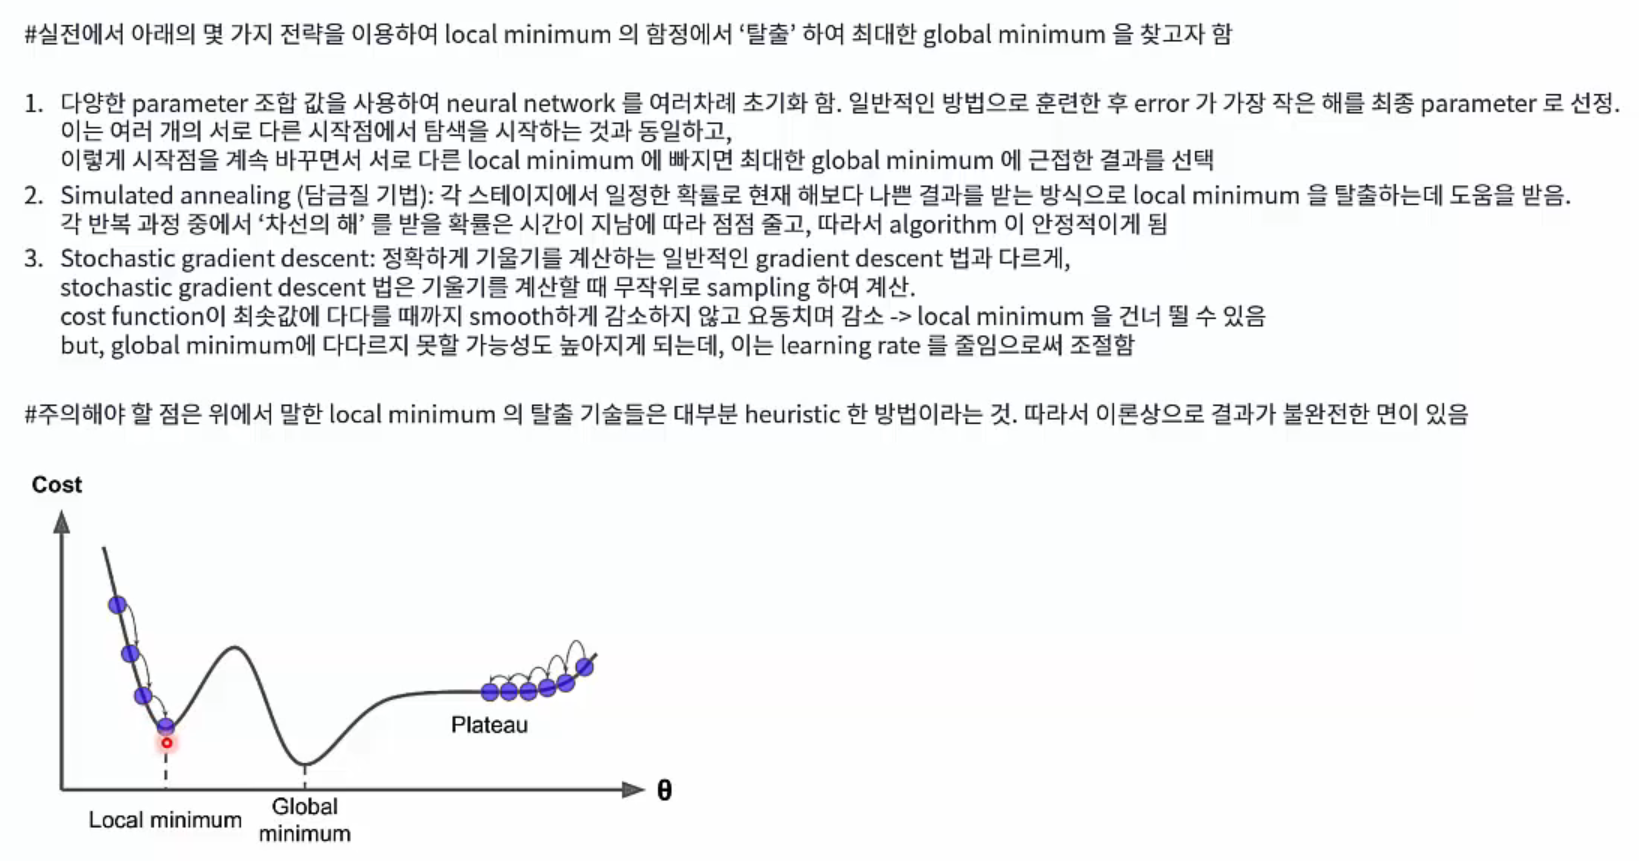 #실전에서 아래의 몇 가지 전략을 이용하여 local minimum 의 함정에서 ‘탈출’ 하여 최대한 global minimum 을 찾고자 함
1. 다양한 parameter 조합 값을 사용하여 neural network 를 여러차례 초기화 함. 일반적인 방법으로 훈련한 후 error 가 가장 작은 해를 최종 parameter 로 선정.
이는 여러 개의 서로 다른 시작점에서 탐색을 시작하는 것과 동일하고,
이렇게 시작점을 계속 바꾸면서 서로 다른 local minimum 에 빠지면 최대한 global minimum 에 근접한 결과를 선택
2. Simulated annealing (담금질 기법): 각 스테이지에서 일정한 확률로 현재 해보다 나쁜 결과를 받는 방식으로 local minimum 을 탈출하는데 도움을 받음.
각 반복 과정 중에서 ‘차선의 해’ 를 받을 확률은 시간이 지남에 따라 점점 줄고, 따라서 algorithm 이 안정적이게 됨
3. Stochastic gradient descent: 정확하게 기울기를 계산하는 일반적인 gradient descent 법과 다르게,
stochastic gradient descent 법은 기울기를 계산할 때 무작위로 sampling 하여 계산.
cost function이 최솟값에 다다를 때까지 smooth하게 감소하지 않고 요동치며 감소 -> local minimum 을 건너 뛸 수 있음
but, global minimum에 다다르지 못할 가능성도 높아지게 되는데, 이는 learning rate 를 줄임으로써 조절함
#주의해야 할 점은 위에서 말한 local minimum 의 탈출 기술들은 대부분 heuristic 한 방법이라는 것. 따라서 이론상으로 결과가 불완전한 면이 있음
Cost
Plateau
θ
Local minimum
Global
minimum